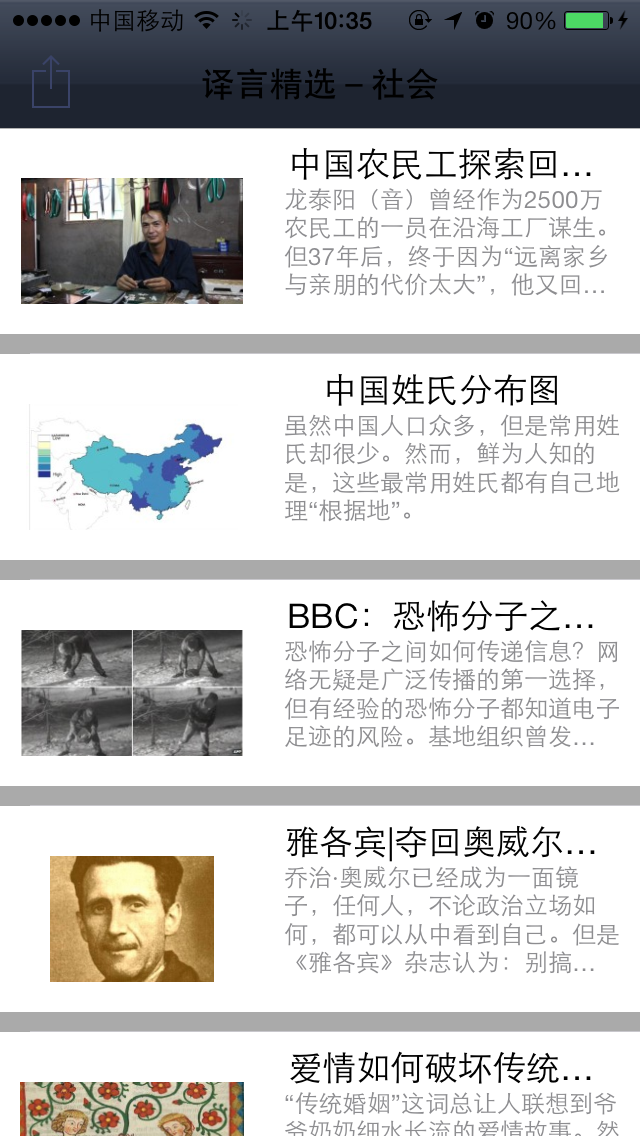 中国移动 上午10:35 90%
译言精选 – 社会
中国农民工探索回...
龙泰阳（音）曾经作为2500万
农民工的一员在沿海工厂谋生。
但37年后，终于因为“远离家乡
与亲朋的代价太大”，他又回...
中国姓氏分布图
虽然中国人口众多，但是常用姓
氏却很少。然而，鲜为人知的
是，这些最常用姓氏都有自己地
理“根据地”。
BBC：恐怖分子之...
恐怖分子之间如何传递信息？网
络无疑是广泛传播的第一选择，
但有经验的恐怖分子都知道电子
足迹的风险。基地组织曾发...
雅各宾|夺回奥威尔...
乔治·奥威尔已经成为一面镜
子，任何人，不论政治立场如
何，都可以从中看到自己。但是
《雅各宾》杂志认为：别搞...
爱情如何破坏传统...
“传统婚姻”这词总让人联想到爷
爷奶奶细水长流的爱情故事。然